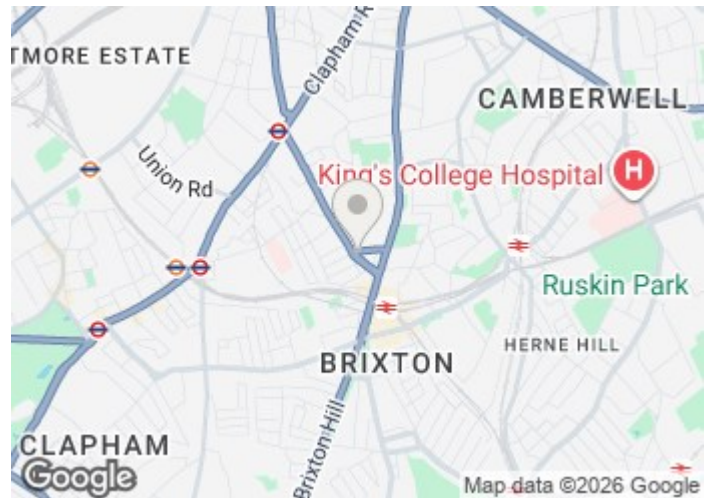 TMORE ESTATE
Clapham R
CAMBERWELL
Union Rd
King's College Hospital
H
Ruskin Park
HERNE HILL
BRIXTON
Brixton Hill
CLAPHAM
Google
Map data ©2026 Google